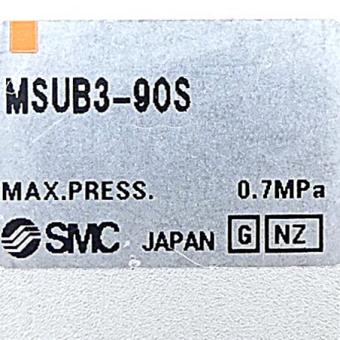 MSUB3-90S
MAX.PRESS. 0.7MPa
SMC JAPAN G NZ